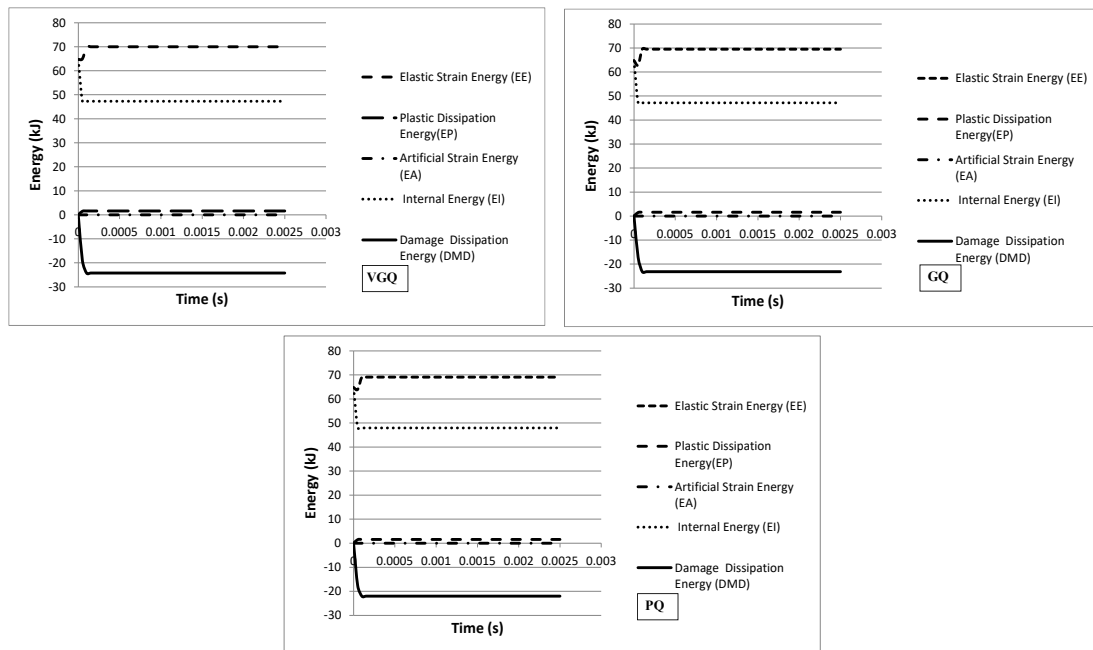 80
70
60
50
40
30
20
10
0
-10
-20
-30
0 0.0005 0.001 0.0015 0.002 0.0025 0.003
Energy (kJ)
Time (s)
Elastic Strain Energy (EE)
Plastic Dissipation
Energy(EP)
Artificial Strain Energy
(EA)
Internal Energy (EI)
Damage Dissipation
Energy (DMD)
VGQ
80
70
60
50
40
30
20
10
0
-10
-20
-30
0 0.0005 0.001 0.0015 0.002 0.0025 0.003
Energy (kJ)
Time (s)
Elastic Strain Energy (EE)
Plastic Dissipation
Energy(EP)
Artificial Strain Energy
(EA)
Internal Energy (EI)
Damage Dissipation
Energy (DMD)
GQ
80
70
60
50
40
30
20
10
0
-10
-20
-30
0 0.0005 0.001 0.0015 0.002 0.0025 0.003
Energy (kJ)
Time (s)
Elastic Strain Energy (EE)
Plastic Dissipation
Energy(EP)
Artificial Strain Energy
(EA)
Internal Energy (EI)
Damage Dissipation
Energy (DMD)
PQ